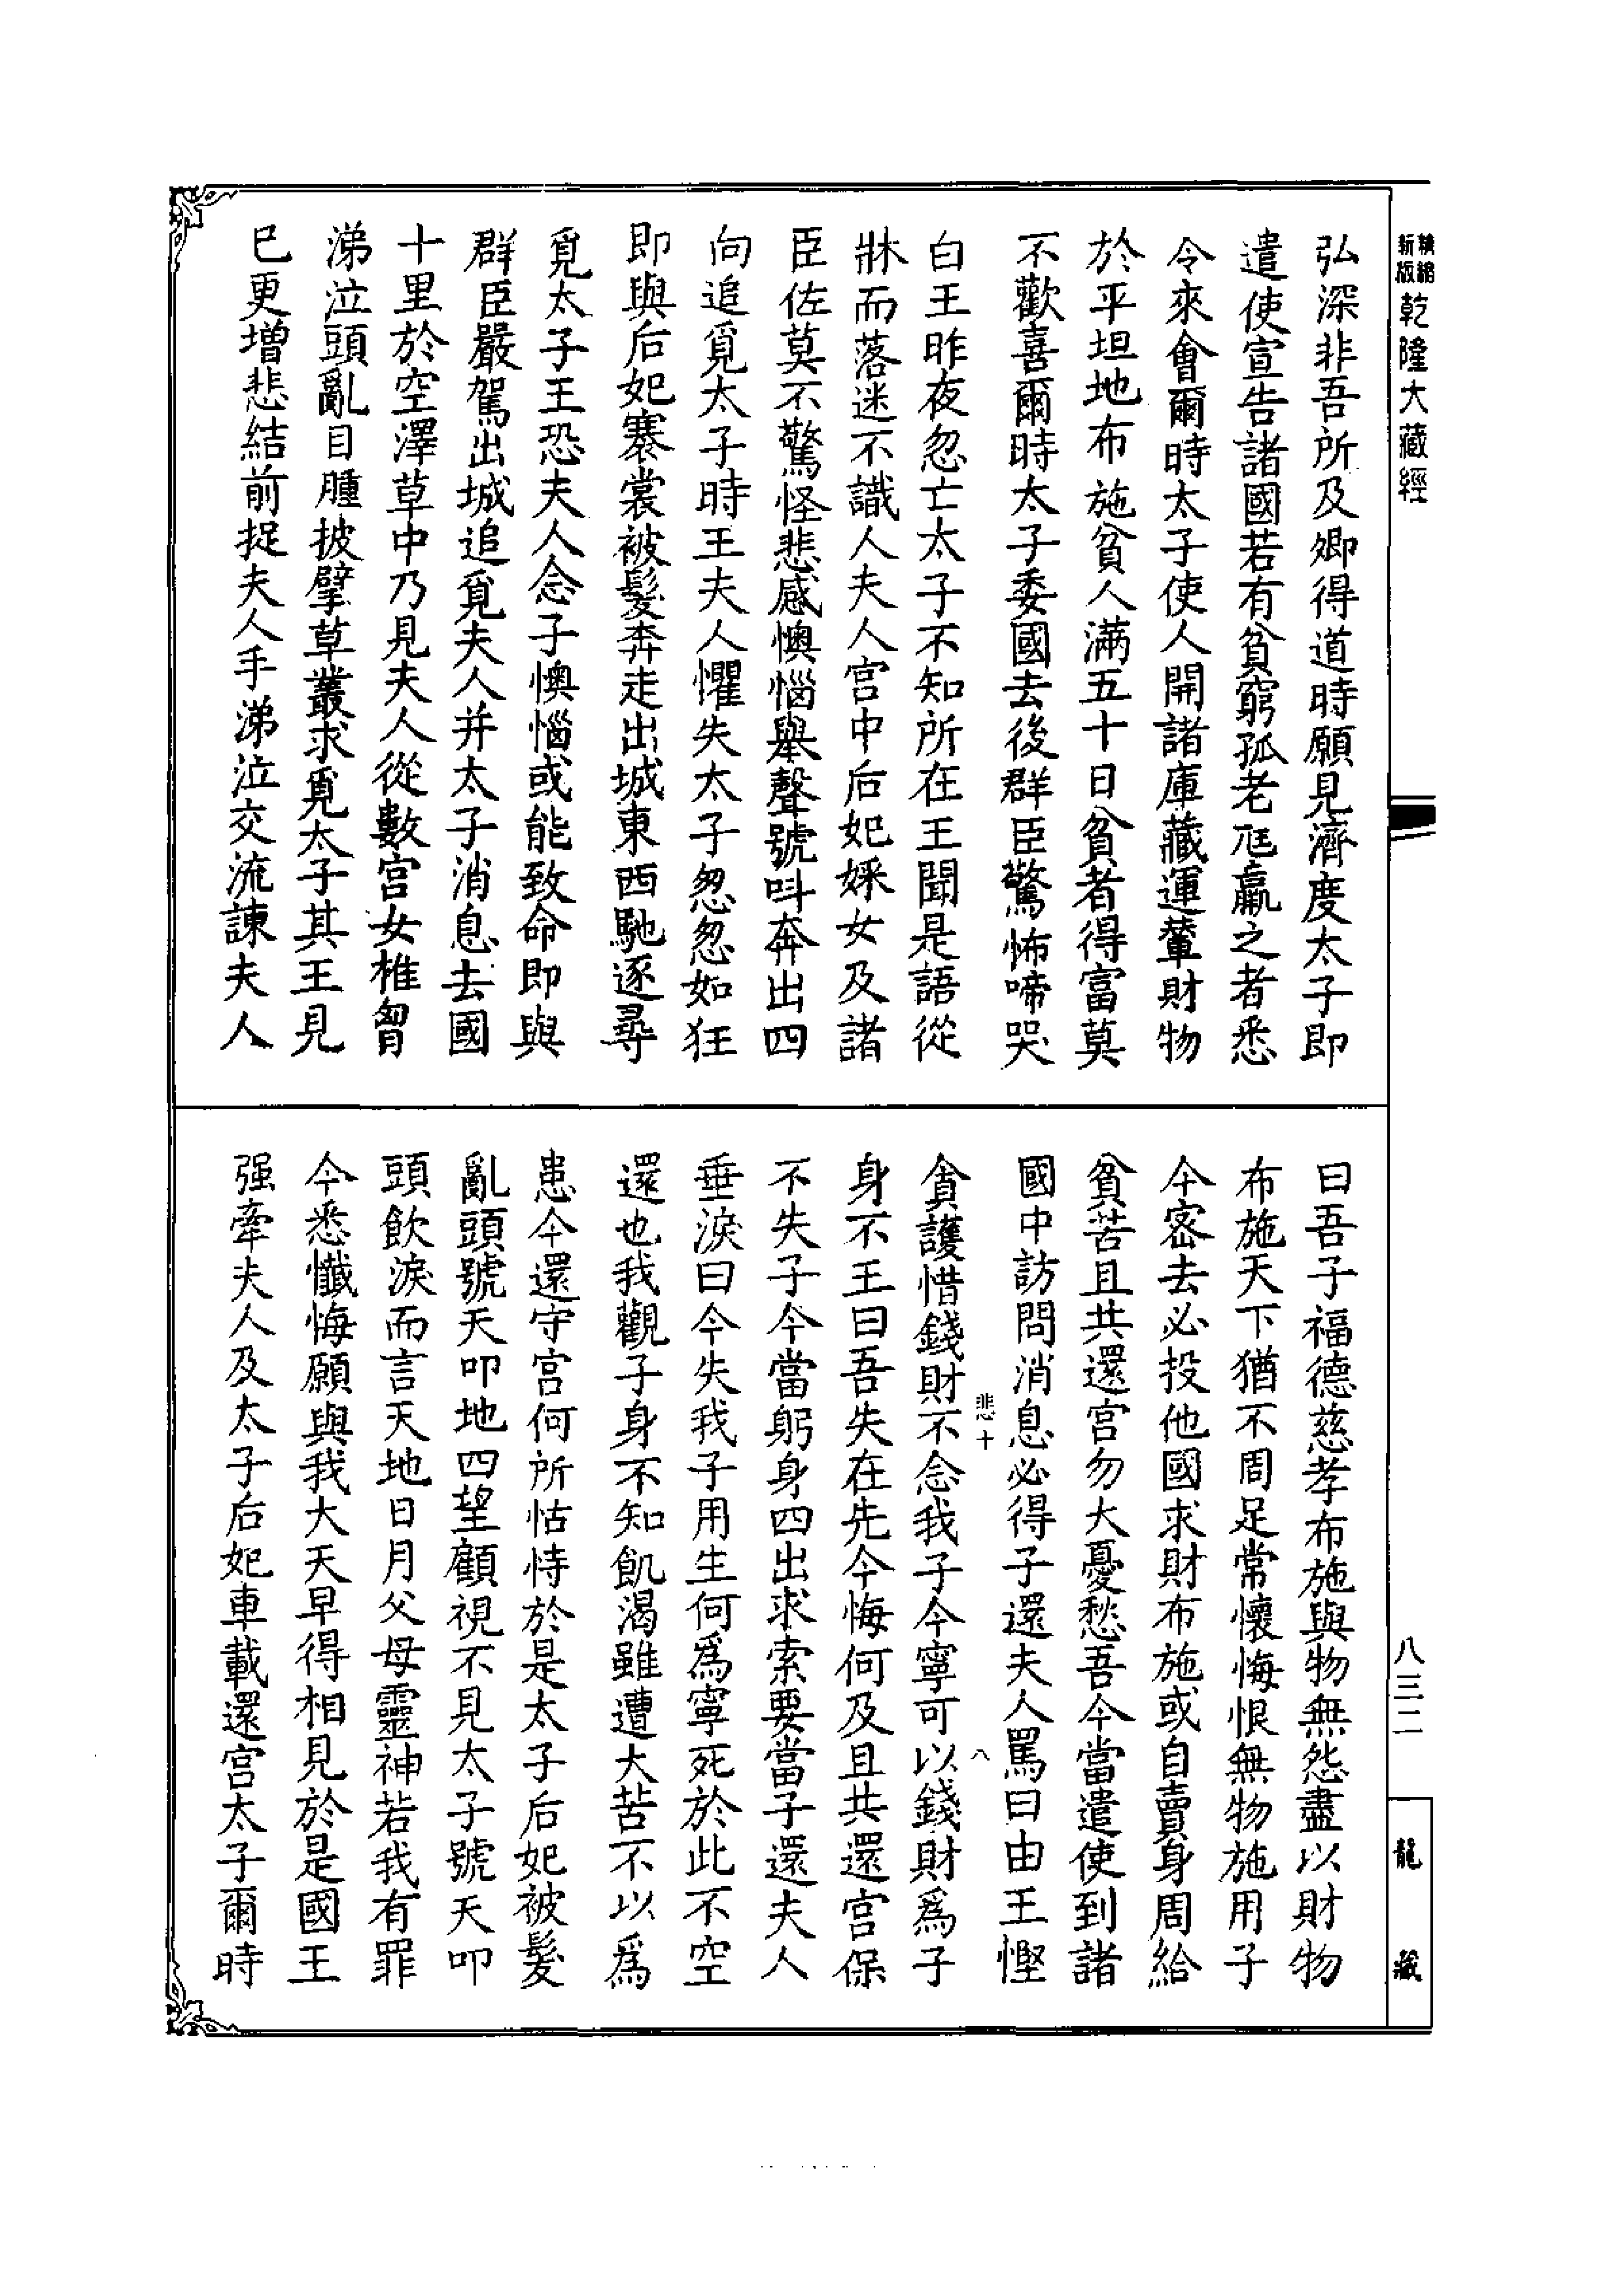 精縮新版乾隆大藏經
弘深非吾所及卿得道時願見濟度太子即
遣使宣告諸國若有貧窮孤老尫羸之者悉
令來會爾時太子使人開諸庫藏運輦財物
於平坦地布施貧人滿五十日貧者得富莫
不歡喜爾時太子委國去後群臣驚怖啼哭
白王昨夜忽亡太子不知所在王聞是語從
牀而落迷不識人夫人宮中后妃婇女及諸
臣佐莫不驚怪悲感懊惱舉聲號叫奔出四
向追覓太子時王夫人懼失太子怱怱如狂
即與后妃褰裳被髮奔走出城東西馳逐尋
覓太子王恐夫人念子懊惱或能致命即與
群臣嚴駕出城追覓夫人并太子消息去國
十里於空澤草中乃見夫人從數宮女椎胷
涕泣頭亂目腫披擘草叢求覓太子其王見
已更增悲結前捉夫人手涕泣交流諫夫人
曰吾子福德慈孝布施與物無怨盡以財物
布施天下猶不周足常懷悔恨無物施用子
今密去必投他國求財布施或自賣身周給
貧苦且共還宮勿大憂愁吾今當遣使到諸
國中訪問消息必得子還夫人罵曰由王慳
悲十 八
貪護惜錢財不念我子今寧可以錢財爲子
身不王曰吾失在先今悔何及且共還宮保
不失子今當躬身四出求索要當子還夫人
垂淚曰今失我子用生何爲寧死於此不空
還也我觀子身不知飢渴雖遭大苦不以爲
患今還守宮何所怙恃於是太子后妃被髮
亂頭號天叩地四望顧視不見太子號天叩
頭飲淚而言天地日月父母靈神若我有罪
今悉懺悔願與我大天早得相見於是國王
强牽夫人及太子后妃車載還宮太子爾時
八三二
龍藏